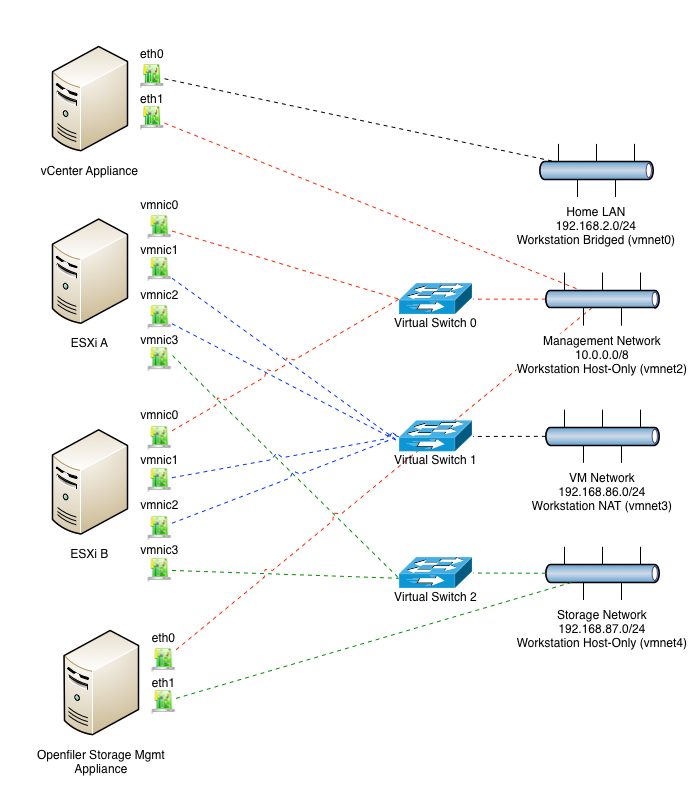 eth0
eth1
vCenter Appliance
Home LAN
192.168.2.0/24
Workstation Bridged (vmnet0)
vmnic0
vmnic1
vmnic2
vmnic3
ESXi A
Virtual Switch 0
Management Network
10.0.0.0/8
Workstation Host-Only (vmnet2)
vmnic0
vmnic1
vmnic2
vmnic3
ESXi B
Virtual Switch 1
VM Network
192.168.86.0/24
Workstation NAT (vmnet3)
Virtual Switch 2
Storage Network
192.168.87.0/24
Workstation Host-Only (vmnet4)
eth0
eth1
Openfiler Storage Mgmt
Appliance